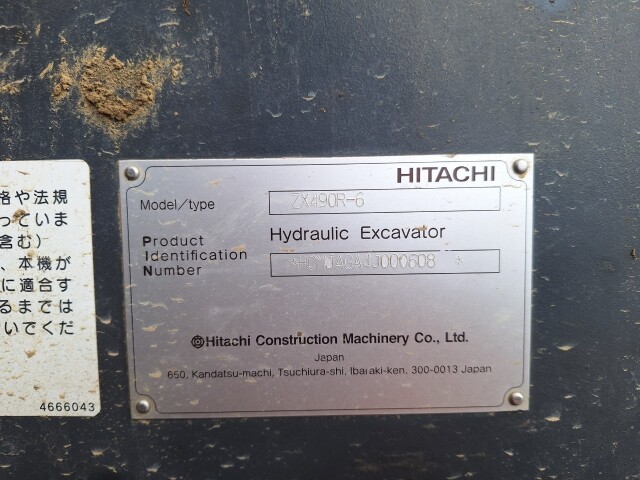 格や法規
っていま
含む)
、本機が
に適合す
るまでは
いでくだ
4666043
HITACHI
Model/type ZX490R-6
Hydraulic Excavator
Product
Identification
Number
Hitachi Construction Machinery Co., Ltd.
Japan
650, Kandatsu-machi, Tsuchiura-shi, Ibaraki-ken. 300-0013 Japan